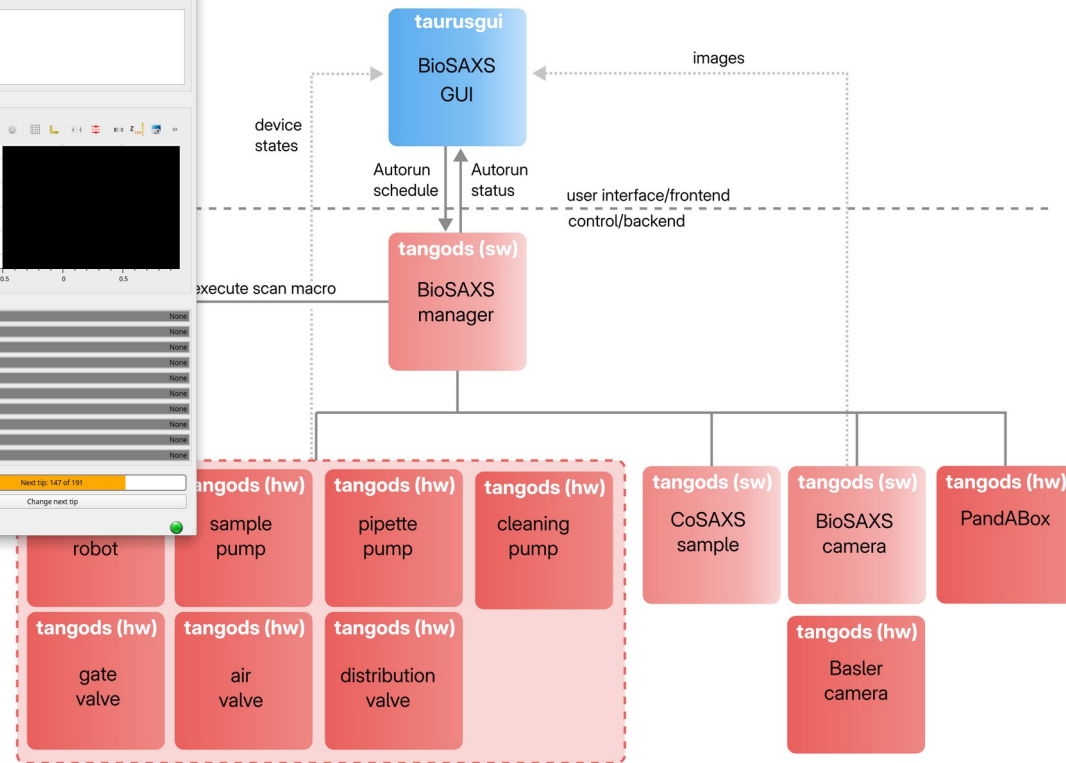 taurusgui
BioSAXS
GUI
images
device
states
Autorun
schedule
Autorun
status
user interface/frontend
control/backend
tangods (sw)
BioSAXS
manager
execute scan macro
0.5
0
0.5
None
None
None
None
None
None
None
None
None
None
Next tip: 147 of 191
Change next tip
robot
tangods (hw)
sample
pump
tangods (hw)
pipette
pump
tangods (hw)
cleaning
pump
tangods (sw)
CoSAXS
sample
tangods (sw)
BioSAXS
camera
tangods (hw)
PandABox
tangods (hw)
gate
valve
tangods (hw)
air
valve
tangods (hw)
distribution
valve
tangods (hw)
Basler
camera